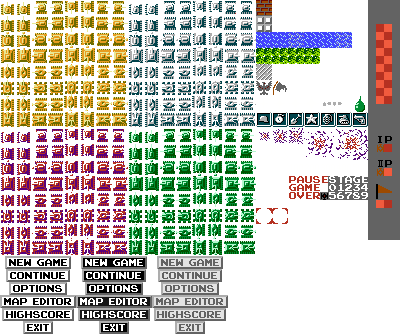 IP
IP
PAUSE STAGE
GAME 01234
OVER 56789
NEW GAME NEW GAME NEW GAME
CONTINUE CONTINUE CONTINUE
OPTIONS OPTIONS OPTIONS
MAP EDITOR MAP EDITOR MAP EDITOR
HIGHSCORE HIGHSCORE HIGHSCORE
EXIT EXIT EXIT